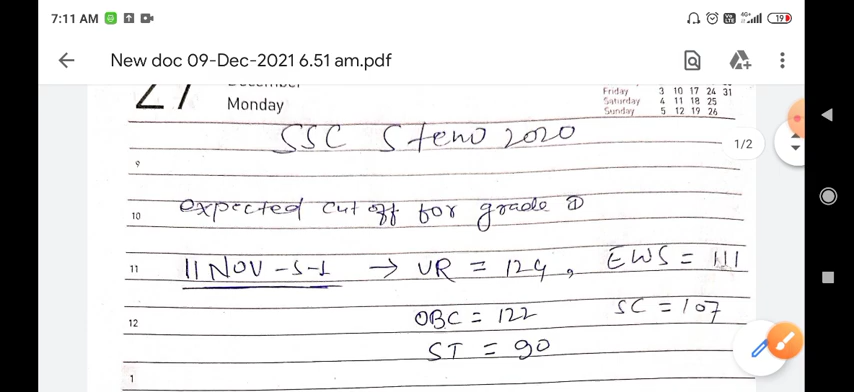 7:11 AM 4G+ 19
New doc 09-Dec-2021 6.51 am.pdf
27
Monday
Friday 3 10 17 24 31
Saturday 4 11 18 25
Sunday 5 12 19 26
SSC Steno 2020
1/2
9
10 expected cut off for grade D
11 11 NOV - S-1 → UR = 124, EWS = 111
12 OBC = 122 SC = 107
ST = 90
1